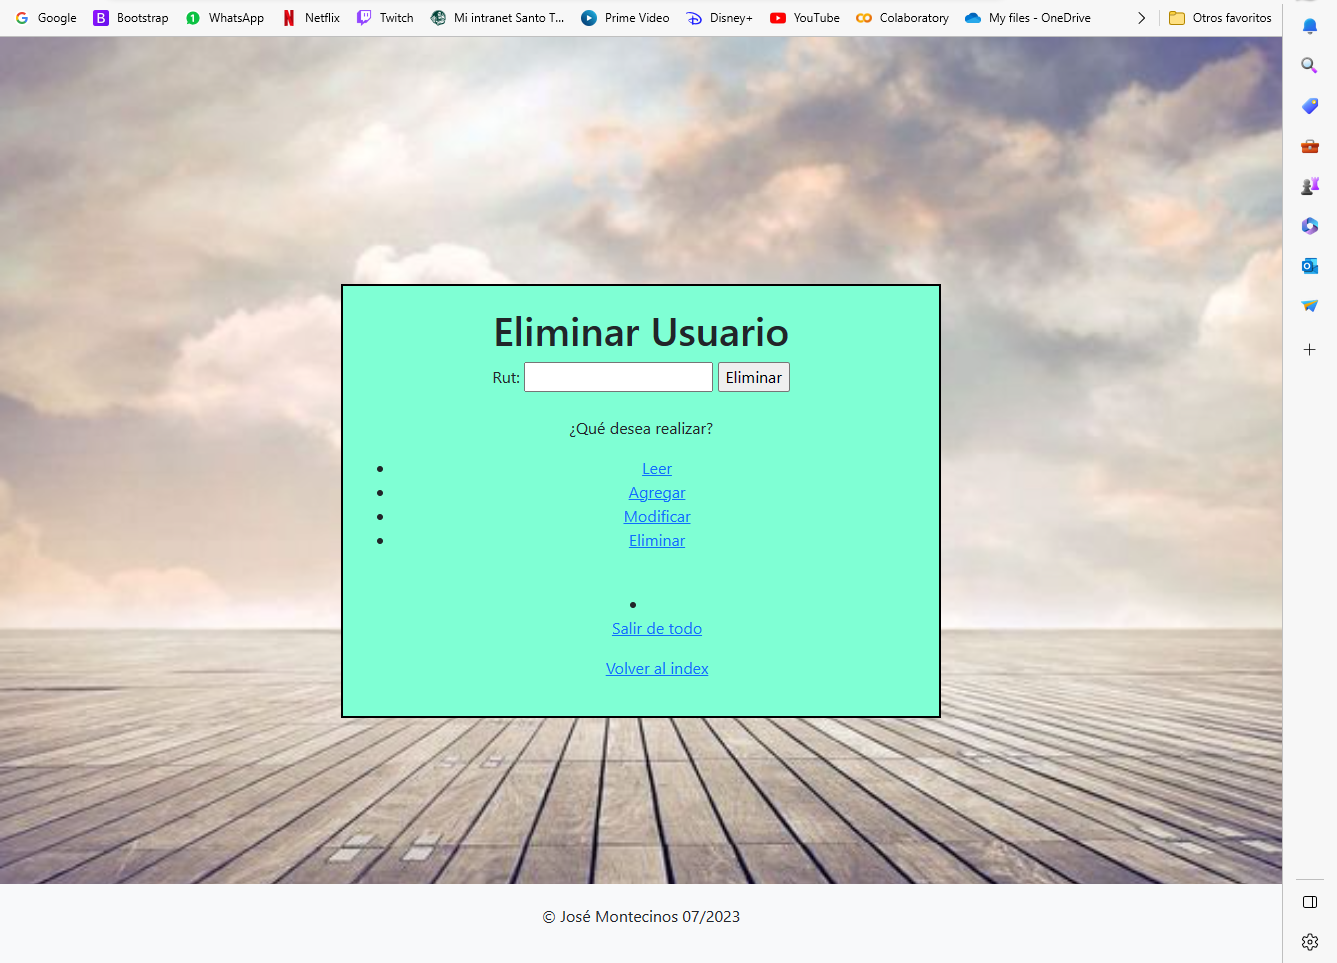 Google Bootstrap WhatsApp Netflix Twitch Mi intranet Santo T... Prime Video Disney+ YouTube Colaboratory My files - OneDrive Otros favoritos
Eliminar Usuario
Rut: Eliminar
¿Qué desea realizar?
Leer
Agregar
Modificar
Eliminar
Salir de todo
Volver al index
© José Montecinos 07/2023